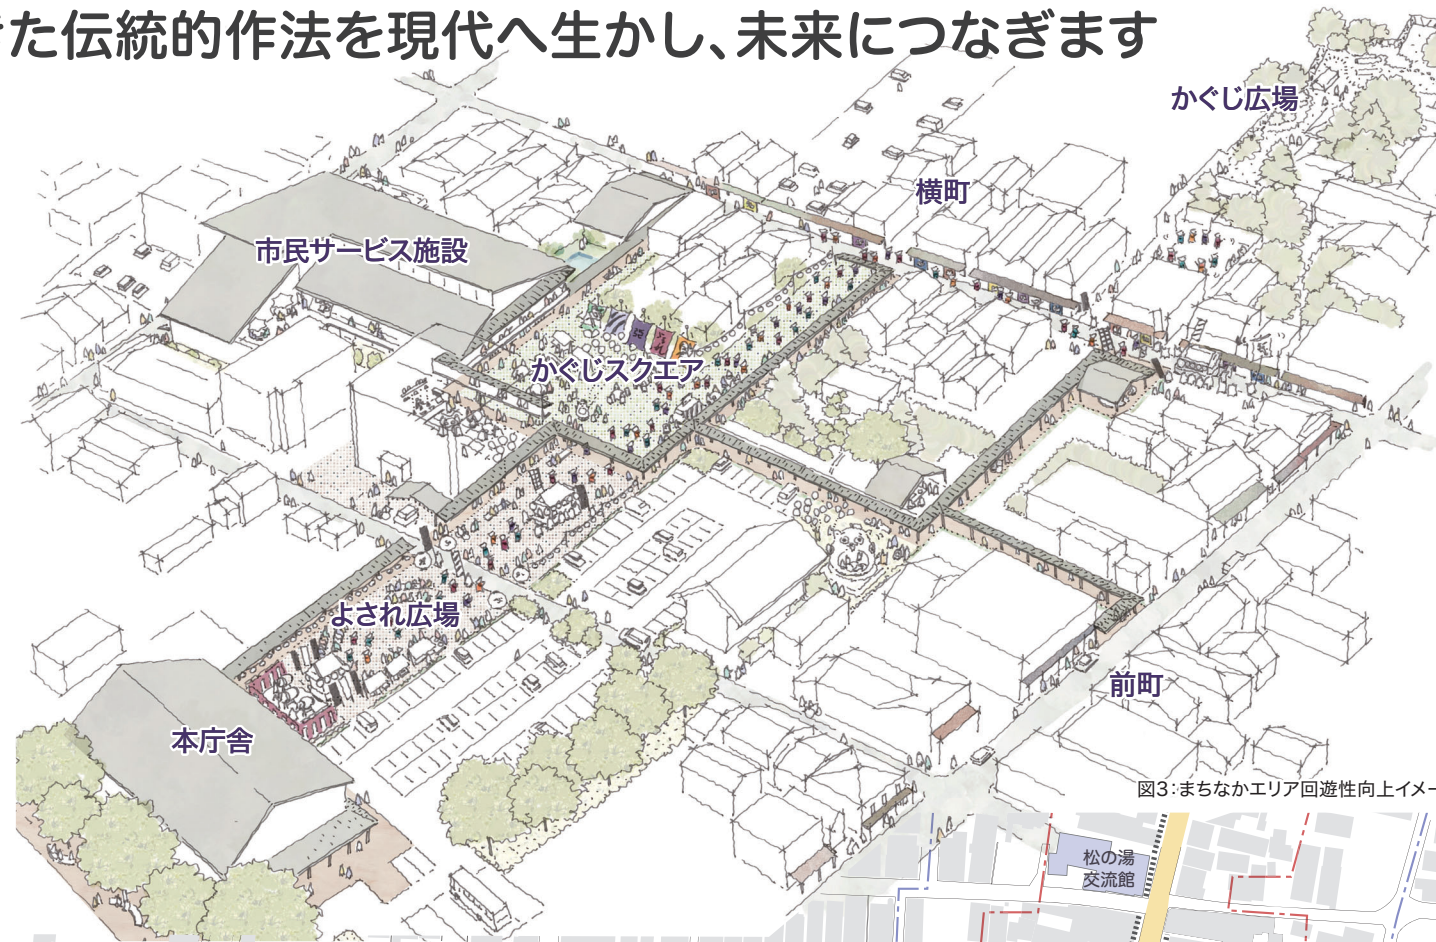 た伝統的作法を現代へ生かし、未来につなぎます
かぐじ広場
横町
市民サービス施設
かぐじスクエア
よされ広場
前町
本庁舎
図3:まちなかエリア回遊性向上イメー
松の湯
交流館